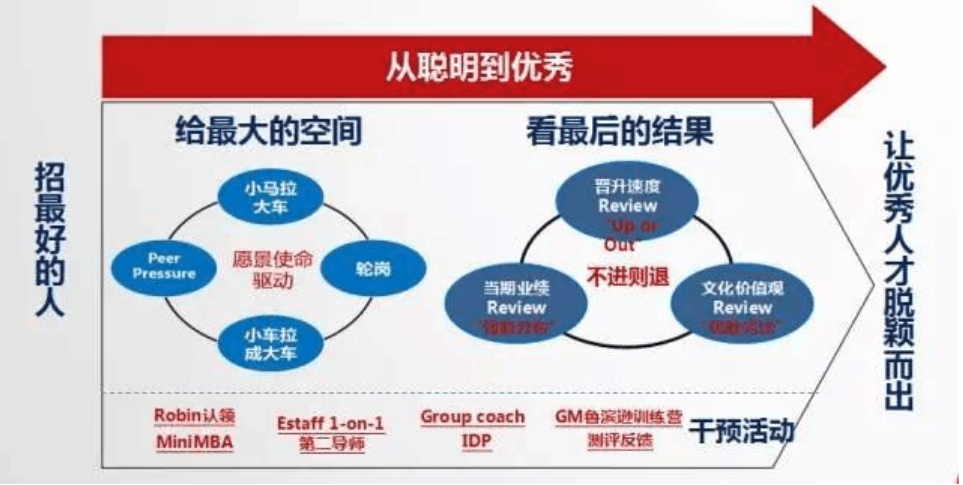 从聪明到优秀
招最好的人
给最大的空间
小马拉
大车
Peer
Pressure
愿景使命
驱动
轮岗
小车拉
成大车
看最后的结果
晋升速度
Review
"Up or
Out"
不进则退
当期业绩
Review
文化价值观
Review
让优秀人才脱颖而出
Robin认领
MiniMBA
Estaff 1-on-1
第二导师
Group coach
IDP
GM鲁滨逊训练营
测评反馈
干预活动